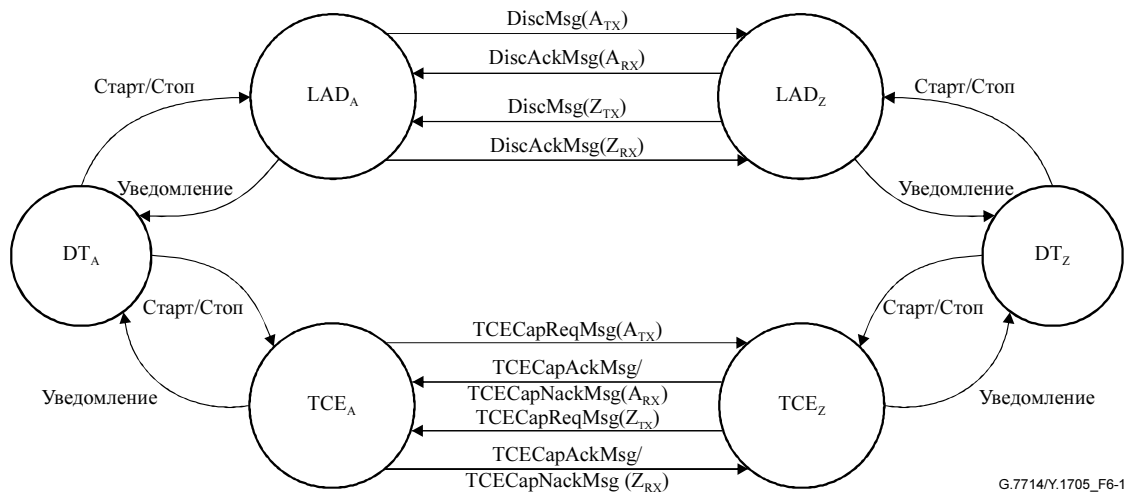 DiscMsg(A_TX)
DiscAckMsg(A_RX)
Старт/Стоп
LAD_A
LAD_Z
Старт/Стоп
DiscMsg(Z_TX)
DiscAckMsg(Z_RX)
Уведомление
Уведомление
DT_A
DT_Z
Старт/Стоп
Старт/Стоп
TCECapReqMsg(A_TX)
TCECapAckMsg/
TCECapNackMsg(A_RX)
Уведомление
TCE_A
TCE_Z
Уведомление
TCECapReqMsg(Z_TX)
TCECapAckMsg/
TCECapNackMsg (Z_RX)
G.7714/Y.1705_F6-1